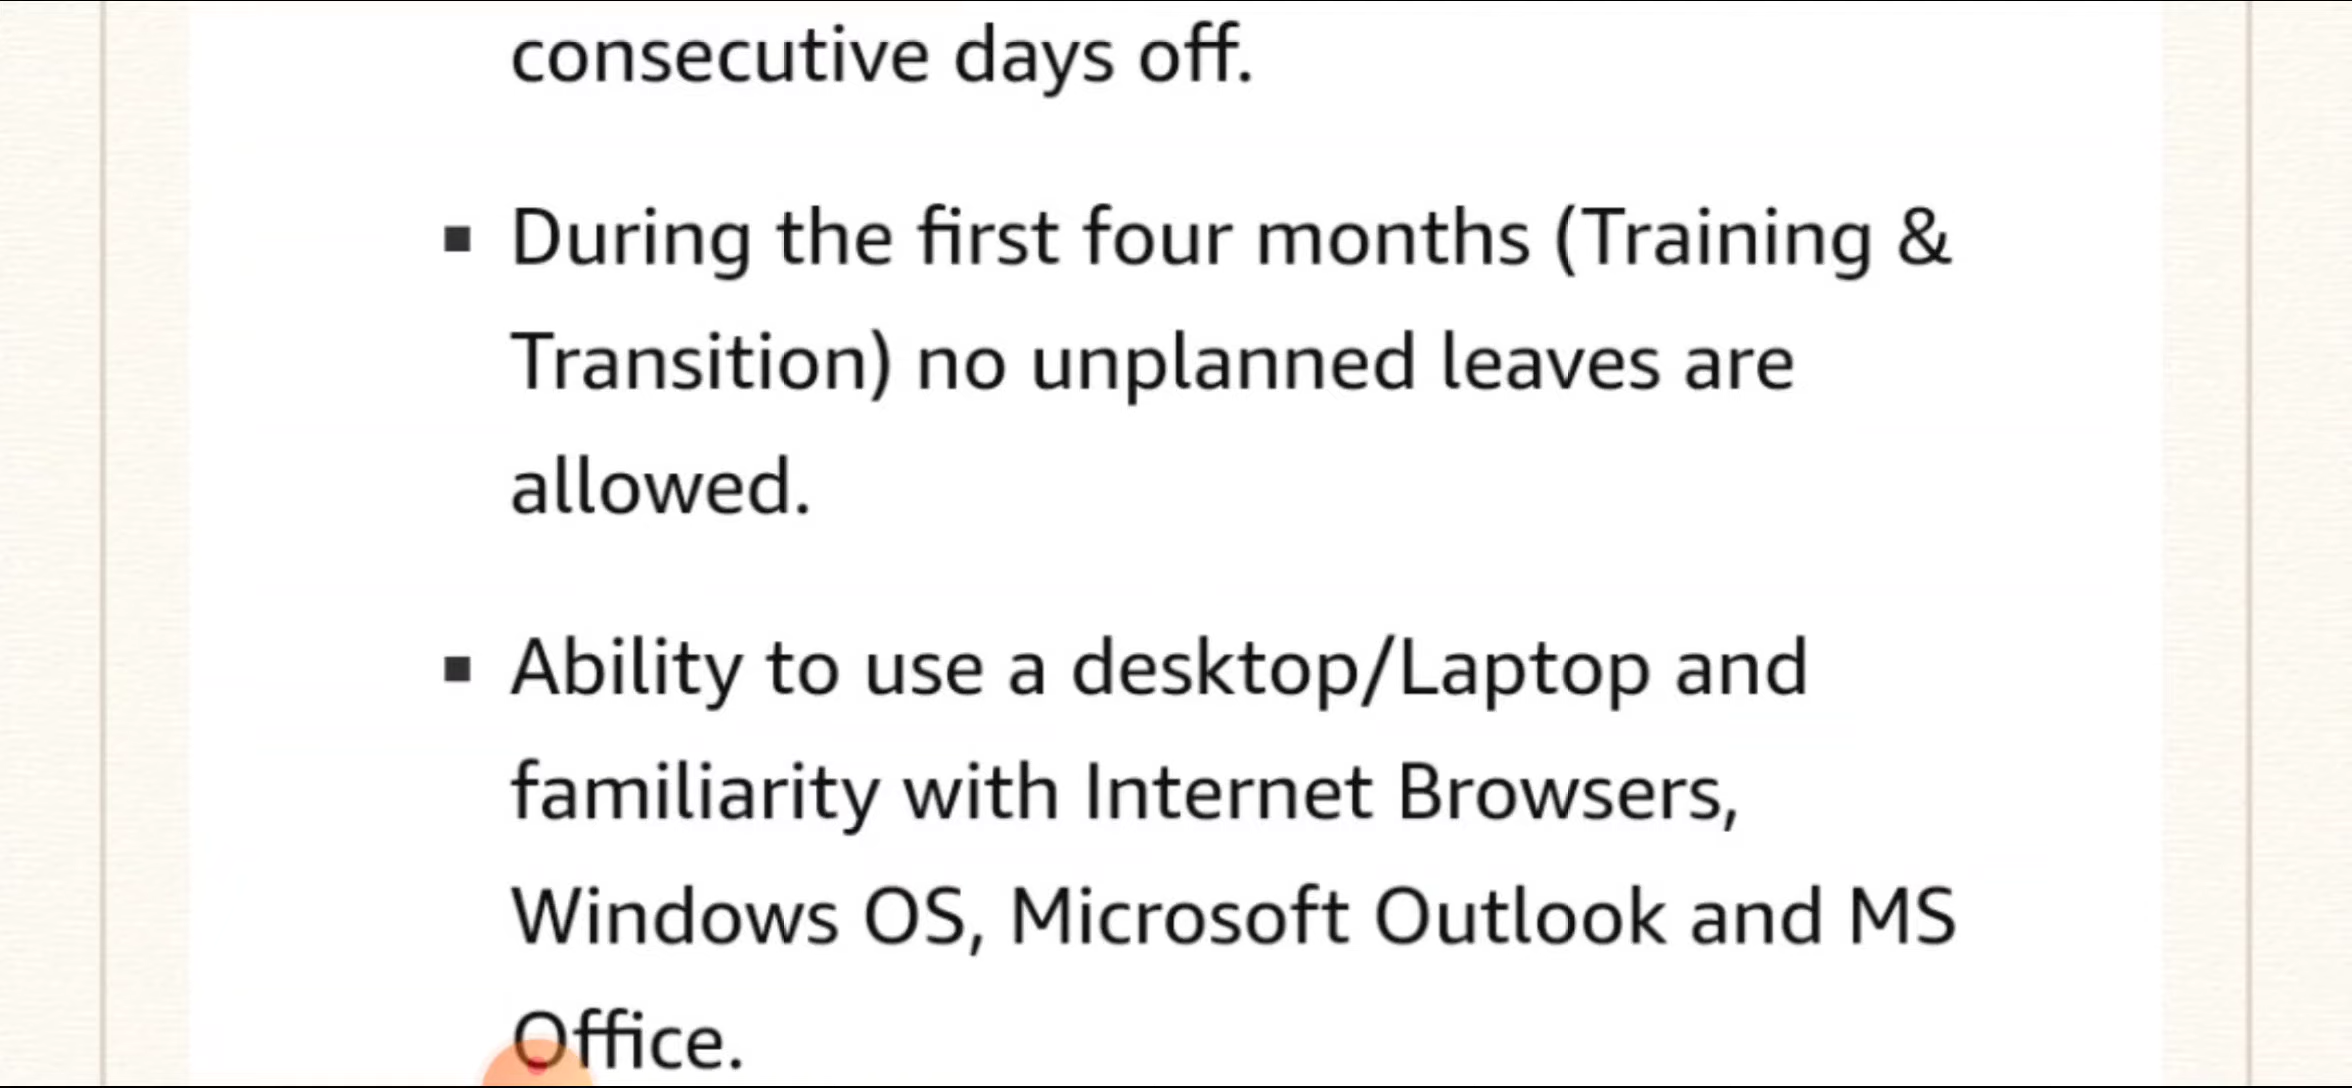 consecutive days off.
▪ During the first four months (Training &
Transition) no unplanned leaves are
allowed.
▪ Ability to use a desktop/Laptop and
familiarity with Internet Browsers,
Windows OS, Microsoft Outlook and MS
Office.